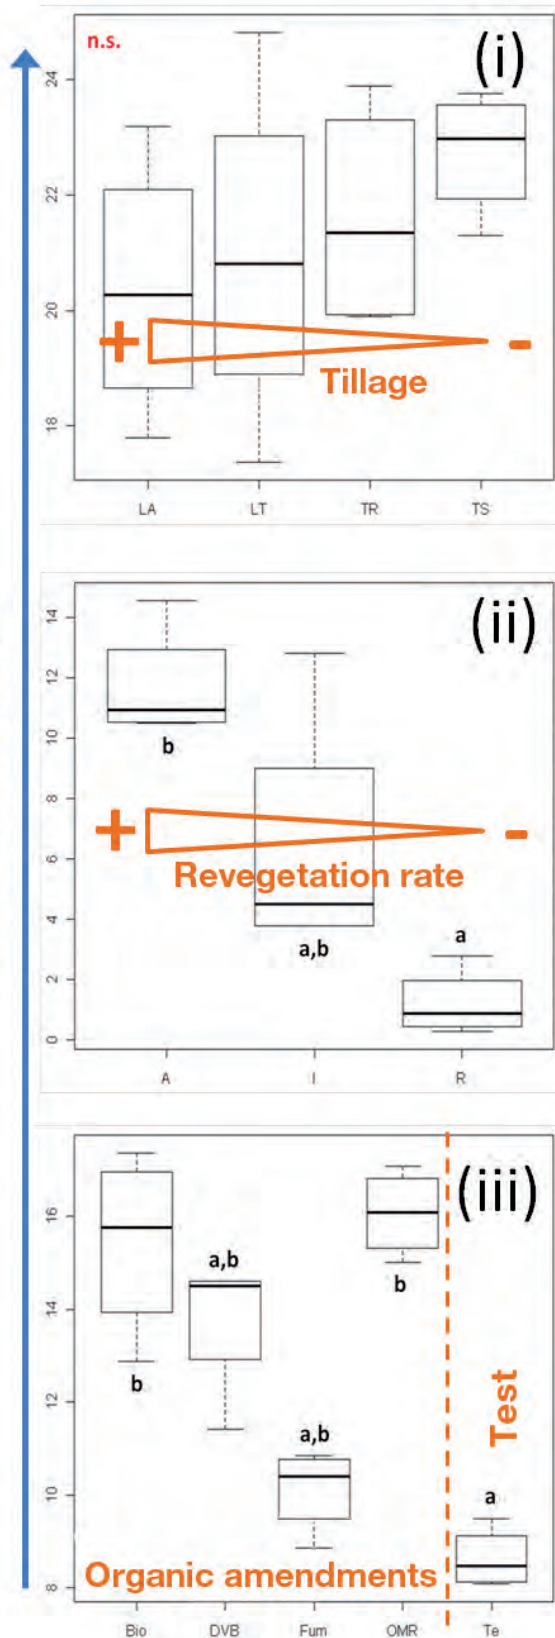 n.s.
(i)
24
22
20
18
+
-
Tillage
LA LT TR TS
(ii)
14
12
10
8
6
4
2
0
b
+
-
Revegetation rate
a,b
a
A I R
(iii)
16
14
12
10
8
a,b
b
b
a,b
Test
a
Organic amendments
Bio DVB Fum OMR Te